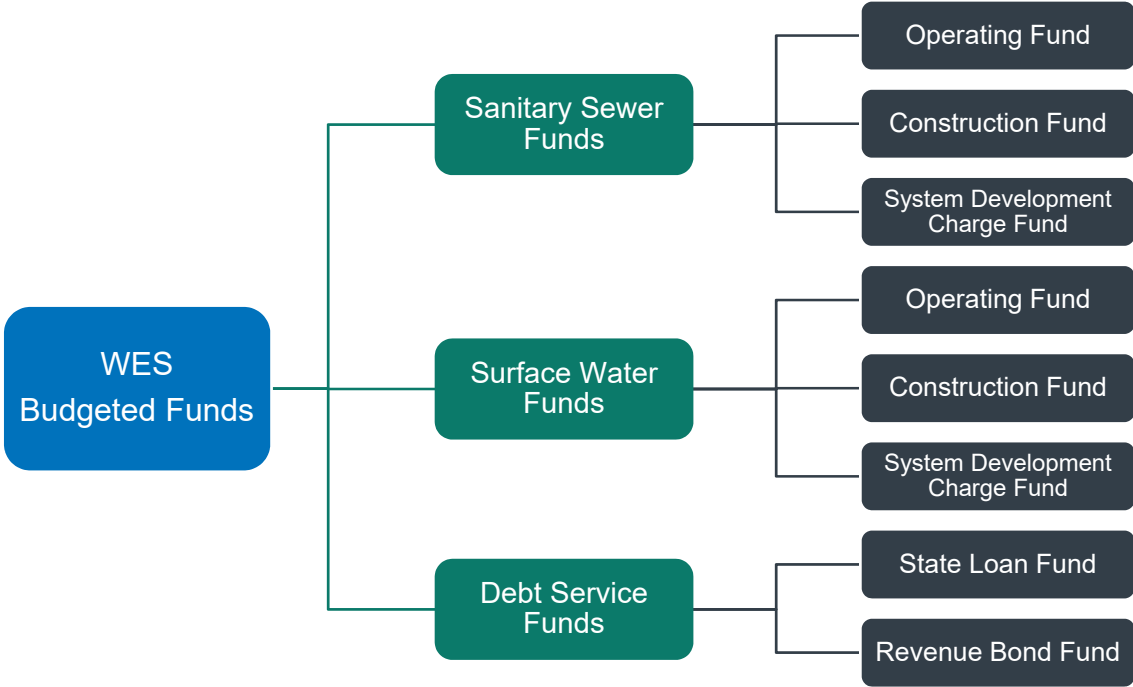 WES
Budgeted Funds
Sanitary Sewer
Funds
Operating Fund
Construction Fund
System Development
Charge Fund
Surface Water
Funds
Operating Fund
Construction Fund
System Development
Charge Fund
Debt Service
Funds
State Loan Fund
Revenue Bond Fund